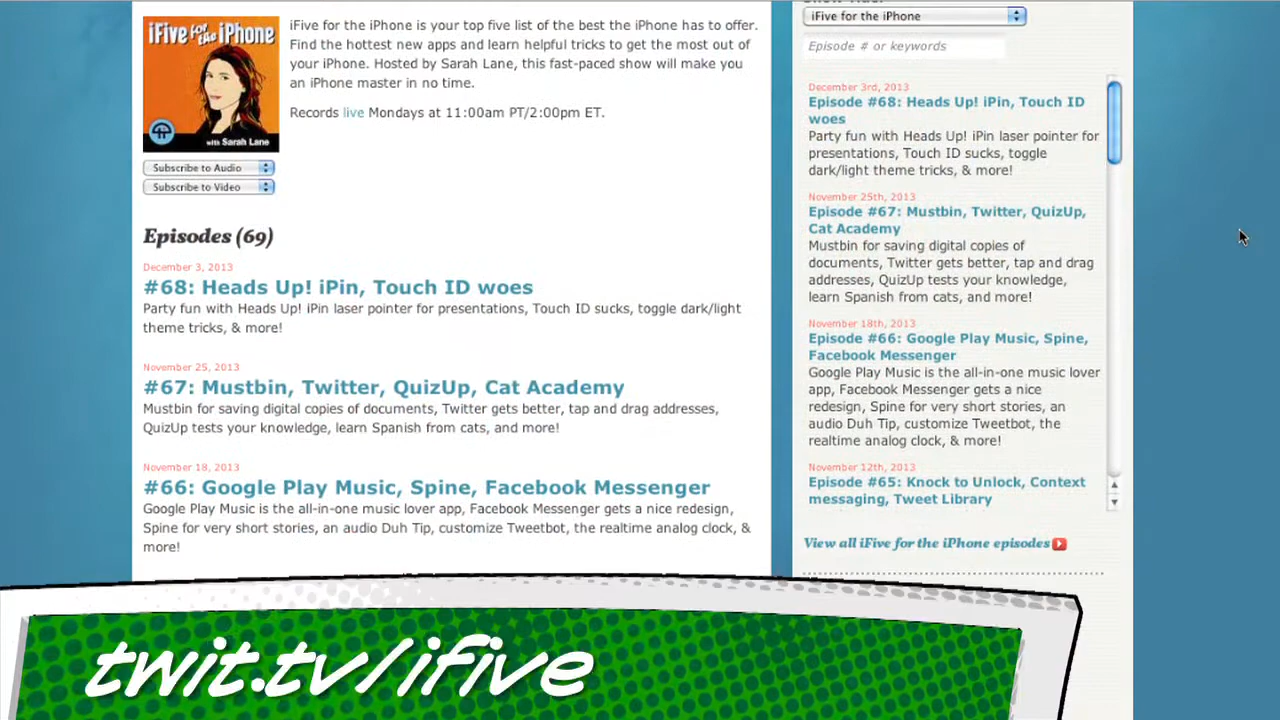 iFive for the iPhone
with Sarah Lane
iFive for the iPhone is your top five list of the best the iPhone has to offer.
Find the hottest new apps and learn helpful tricks to get the most out of
your iPhone. Hosted by Sarah Lane, this fast-paced show will make you
an iPhone master in no time.
Records live Mondays at 11:00am PT/2:00pm ET.
Subscribe to Audio
Subscribe to Video
Episodes (69)
December 3, 2013
#68: Heads Up! iPin, Touch ID woes
Party fun with Heads Up! iPin laser pointer for presentations, Touch ID sucks, toggle dark/light
theme tricks, & more!
November 25, 2013
#67: Mustbin, Twitter, QuizUp, Cat Academy
Mustbin for saving digital copies of documents, Twitter gets better, tap and drag addresses,
QuizUp tests your knowledge, learn Spanish from cats, and more!
November 18, 2013
#66: Google Play Music, Spine, Facebook Messenger
Google Play Music is the all-in-one music lover app, Facebook Messenger gets a nice redesign,
Spine for very short stories, an audio Duh Tip, customize Tweetbot, the realtime analog clock, &
more!
iFive for the iPhone
Episode # or keywords
December 3rd, 2013
Episode #68: Heads Up! iPin, Touch ID
woes
Party fun with Heads Up! iPin laser pointer for
presentations, Touch ID sucks, toggle
dark/light theme tricks, & more!
November 25th, 2013
Episode #67: Mustbin, Twitter, QuizUp,
Cat Academy
Mustbin for saving digital copies of
documents, Twitter gets better, tap and drag
addresses, QuizUp tests your knowledge,
learn Spanish from cats, and more!
November 18th, 2013
Episode #66: Google Play Music, Spine,
Facebook Messenger
Google Play Music is the all-in-one music lover
app, Facebook Messenger gets a nice
redesign, Spine for very short stories, an
audio Duh Tip, customize Tweetbot, the
realtime analog clock, & more!
November 12th, 2013
Episode #65: Knock to Unlock, Context
messaging, Tweet Library
View all iFive for the iPhone episodes
twit.tv/ifive